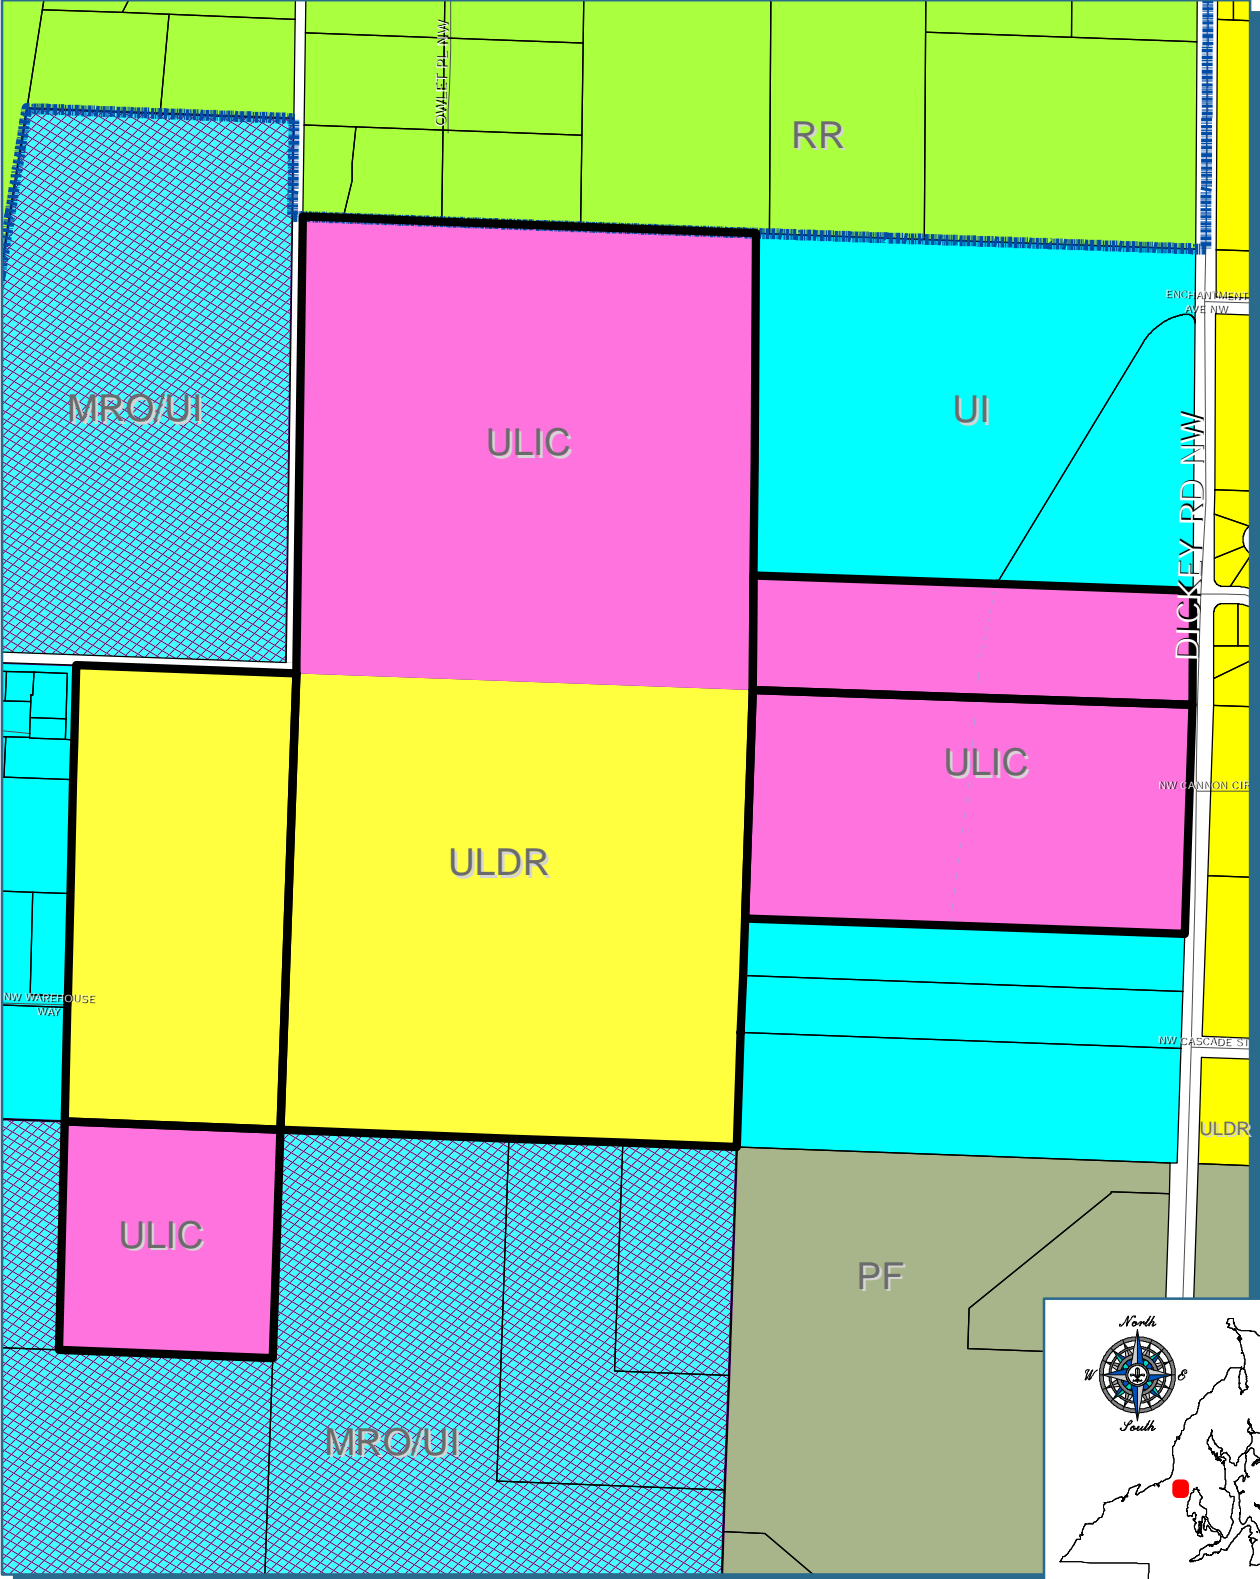 OWLET PL NW
RR
ENCHANTMENT
AVE NW
MRO/UI
UI
ULIC
DICKEY RD NW
ULIC
NW CANNON CIR
ULDR
NW WAREHOUSE
WAY
NW CASCADE ST
ULDR
ULIC
PF
North
W
E
South
MRO/UI